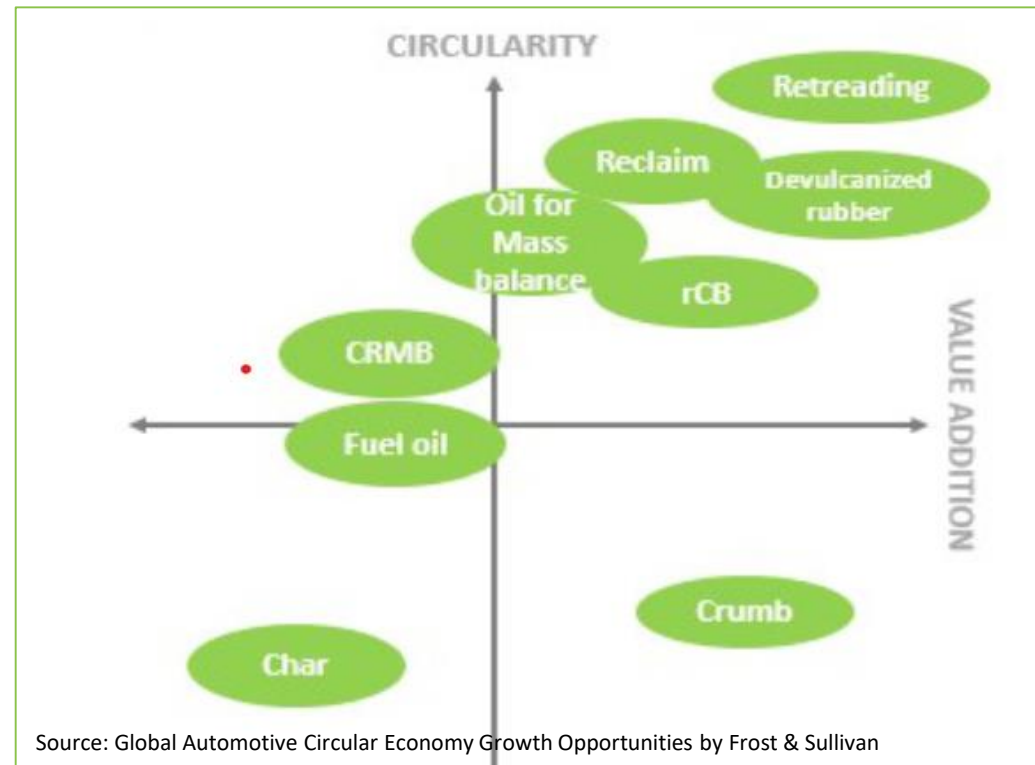 CIRCULARITY
Retreading
Reclaim
Devulcanized
rubber
Oil for
Mass
balance
rCB
VALUE ADDITION
CRMB
Fuel oil
Crumb
Char
Source: Global Automotive Circular Economy Growth Opportunities by Frost & Sullivan